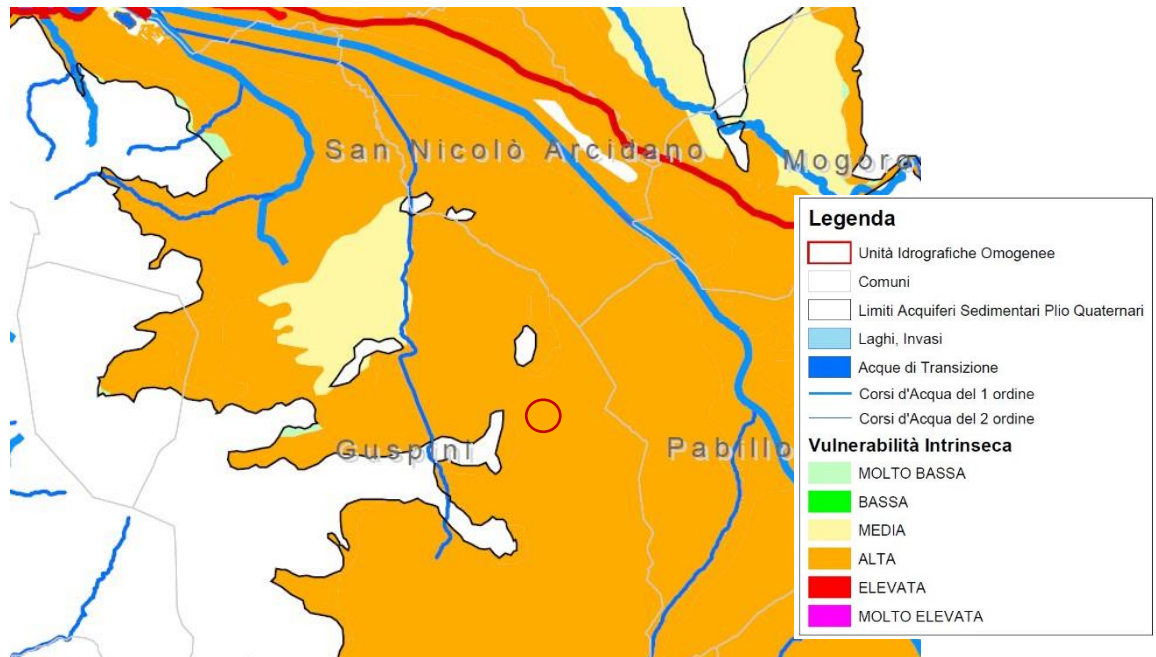 San Nicolò Arcidano
Mogoro
Guspini
Pabillo
Legenda
Unità Idrografiche Omogenee
Comuni
Limiti Acquiferi Sedimentari Plio Quaternari
Laghi, Invasi
Acque di Transizione
Corsi d'Acqua del 1 ordine
Corsi d'Acqua del 2 ordine
Vulnerabilità Intrinseca
MOLTO BASSA
BASSA
MEDIA
ALTA
ELEVATA
MOLTO ELEVATA